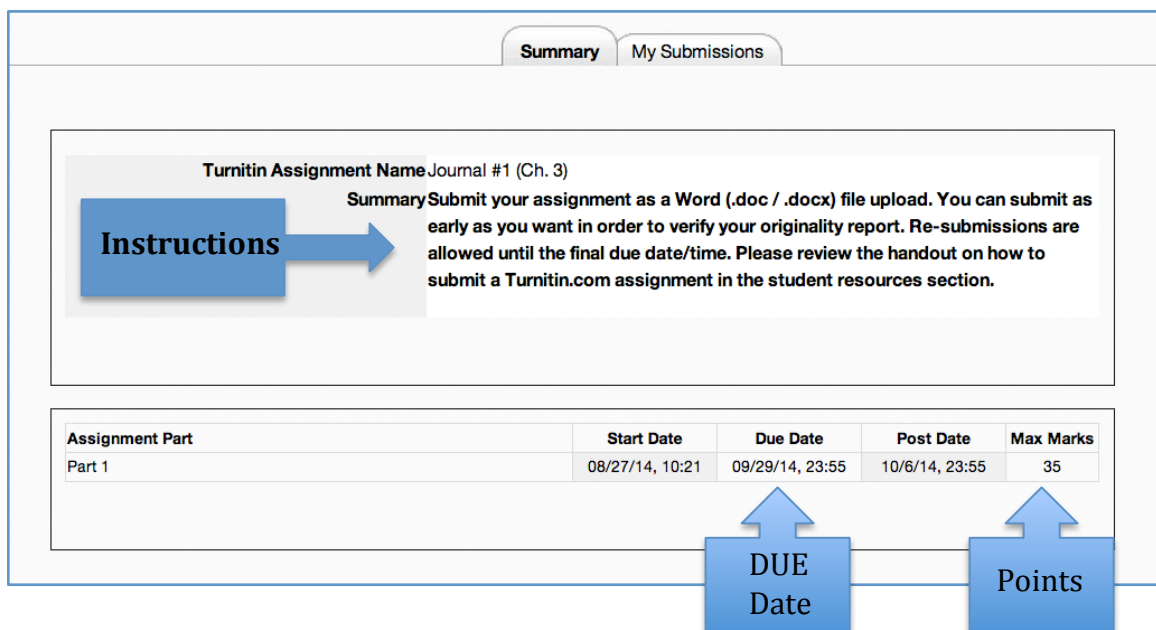 Summary My Submissions
Turnitin Assignment Name Journal #1 (Ch. 3)
Summary Submit your assignment as a Word (.doc / .docx) file upload. You can submit as
early as you want in order to verify your originality report. Re-submissions are
Instructions
allowed until the final due date/time. Please review the handout on how to
submit a Turnitin.com assignment in the student resources section.
Assignment Part Start Date Due Date Post Date Max Marks
Part 1 08/27/14, 10:21 09/29/14, 23:55 10/6/14, 23:55 35
DUE
Date
Points